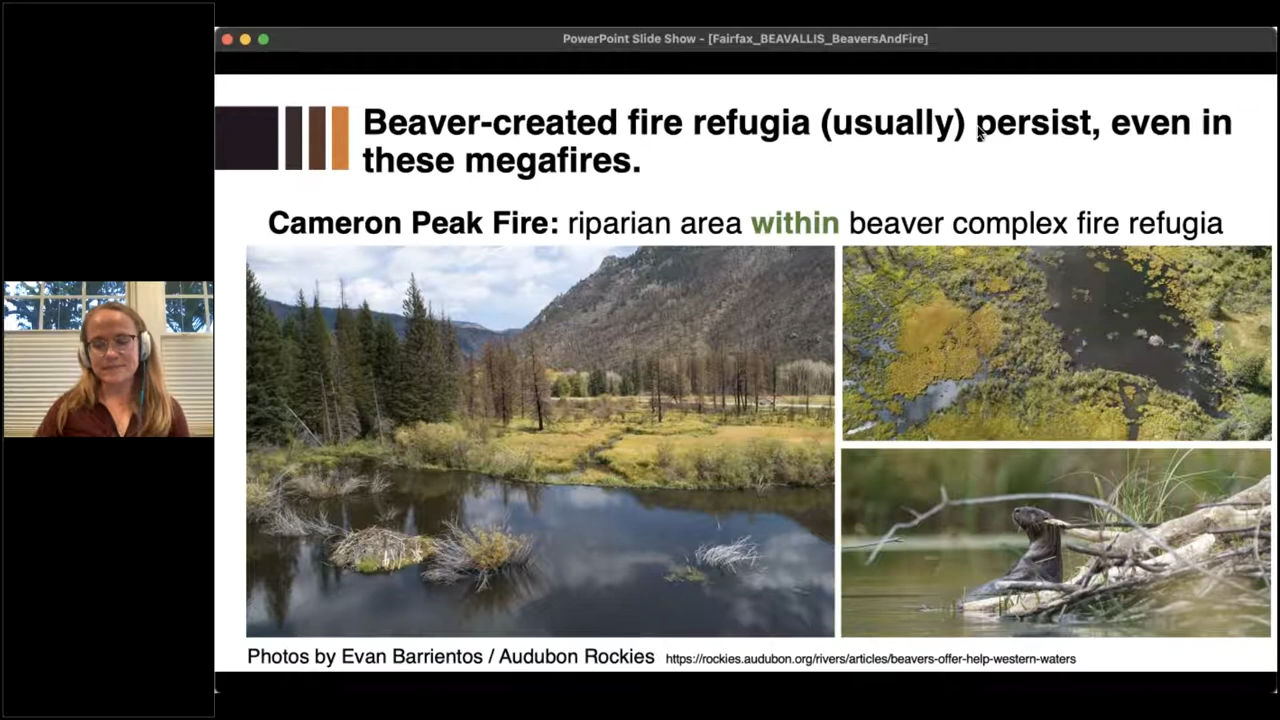 PowerPoint Slide Show - [Fairfax_BEAVALLIS_BeaversAndFire]
Beaver-created fire refugia (usually) persist, even in
these megafires.
Cameron Peak Fire: riparian area within beaver complex fire refugia
Photos by Evan Barrientos / Audubon Rockies https://rockies.audubon.org/rivers/articles/beavers-offer-help-western-waters